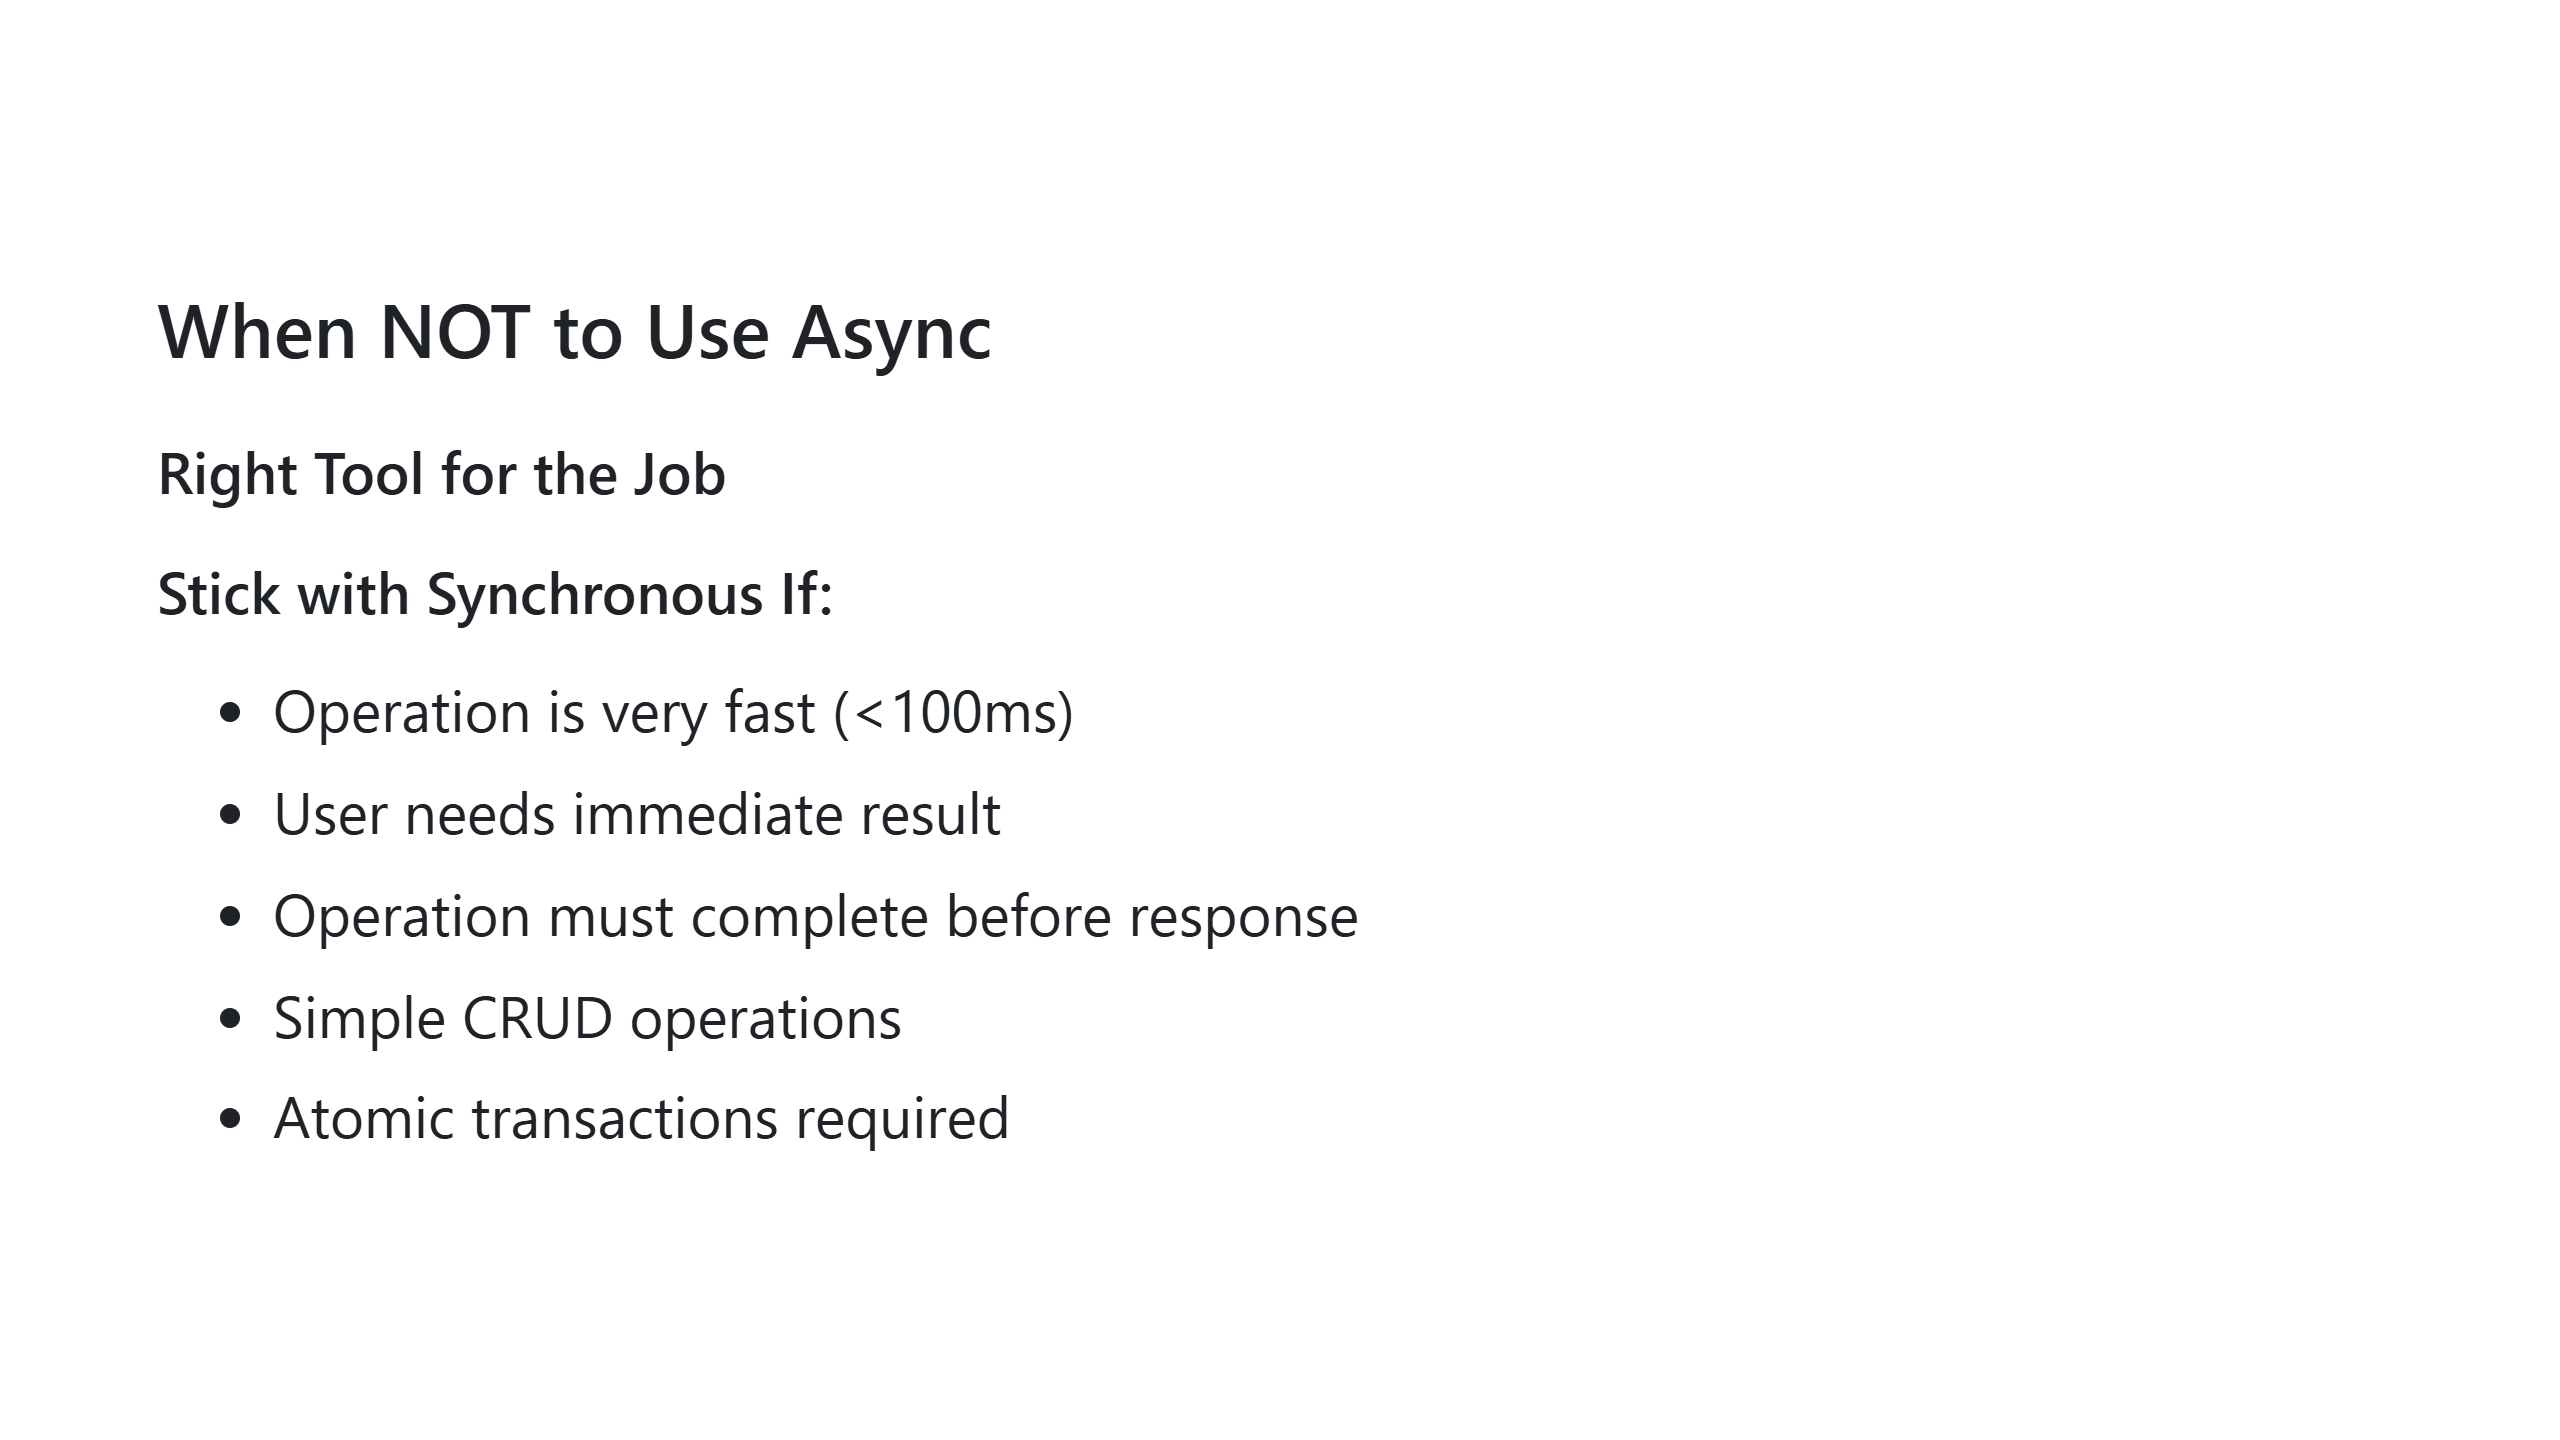 When NOT to Use Async
Right Tool for the Job
Stick with Synchronous If:
• Operation is very fast (<100ms)
• User needs immediate result
• Operation must complete before response
• Simple CRUD operations
• Atomic transactions required